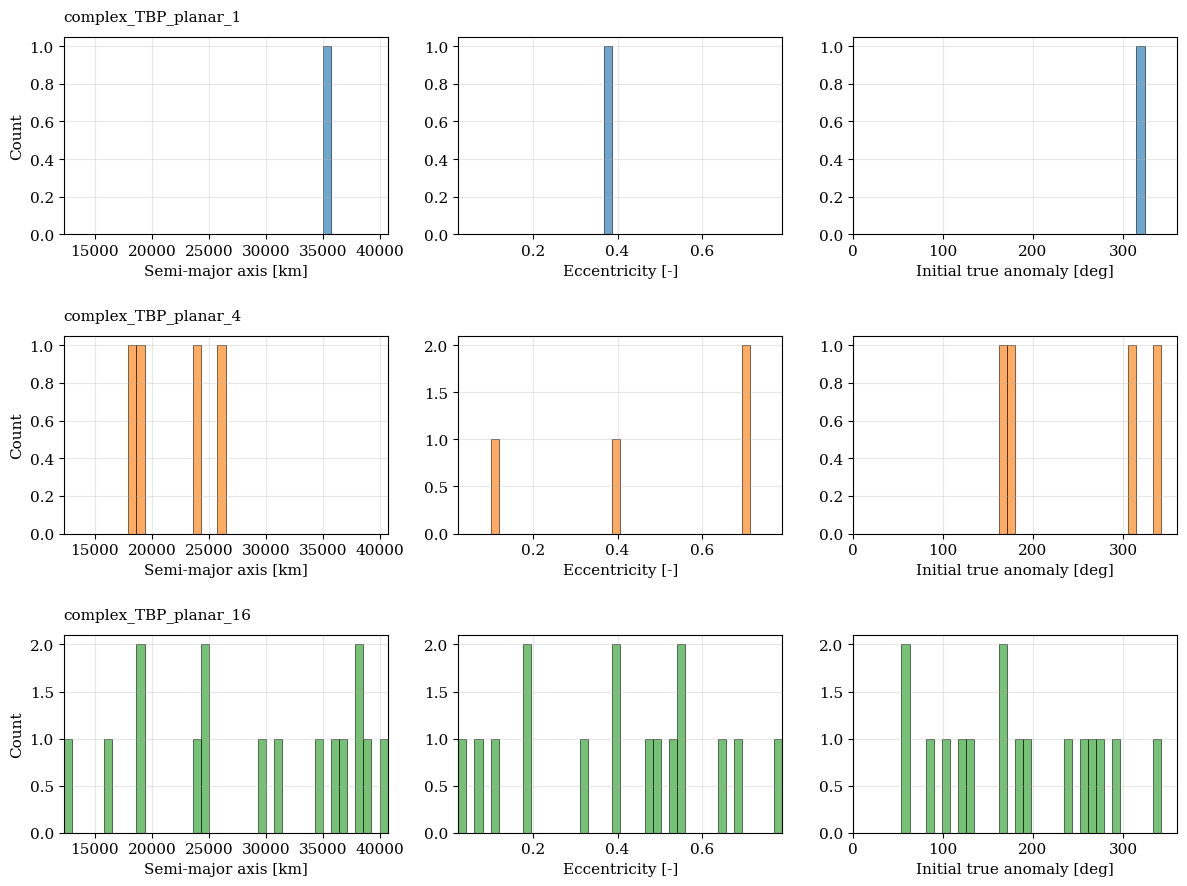 complex_TBP_planar_1
1.0
0.8
0.6
0.4
0.2
0.0
Count
15000 20000 25000 30000 35000 40000
Semi-major axis [km]
1.0
0.8
0.6
0.4
0.2
0.0
0.2 0.4 0.6
Eccentricity [-]
1.0
0.8
0.6
0.4
0.2
0.0
0 100 200 300
Initial true anomaly [deg]
complex_TBP_planar_4
1.0
0.8
0.6
0.4
0.2
0.0
Count
15000 20000 25000 30000 35000 40000
Semi-major axis [km]
2.0
1.5
1.0
0.5
0.0
0.2 0.4 0.6
Eccentricity [-]
1.0
0.8
0.6
0.4
0.2
0.0
0 100 200 300
Initial true anomaly [deg]
complex_TBP_planar_16
2.0
1.5
1.0
0.5
0.0
Count
15000 20000 25000 30000 35000 40000
Semi-major axis [km]
2.0
1.5
1.0
0.5
0.0
0.2 0.4 0.6
Eccentricity [-]
2.0
1.5
1.0
0.5
0.0
0 100 200 300
Initial true anomaly [deg]